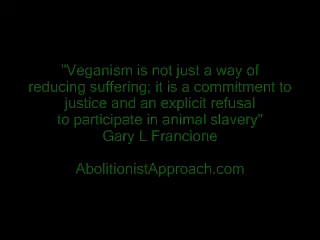 "Veganism is not just a way of
reducing suffering; it is a commitment to
justice and an explicit refusal
to participate in animal slavery"
Gary L Francione
AbolitionistApproach.com